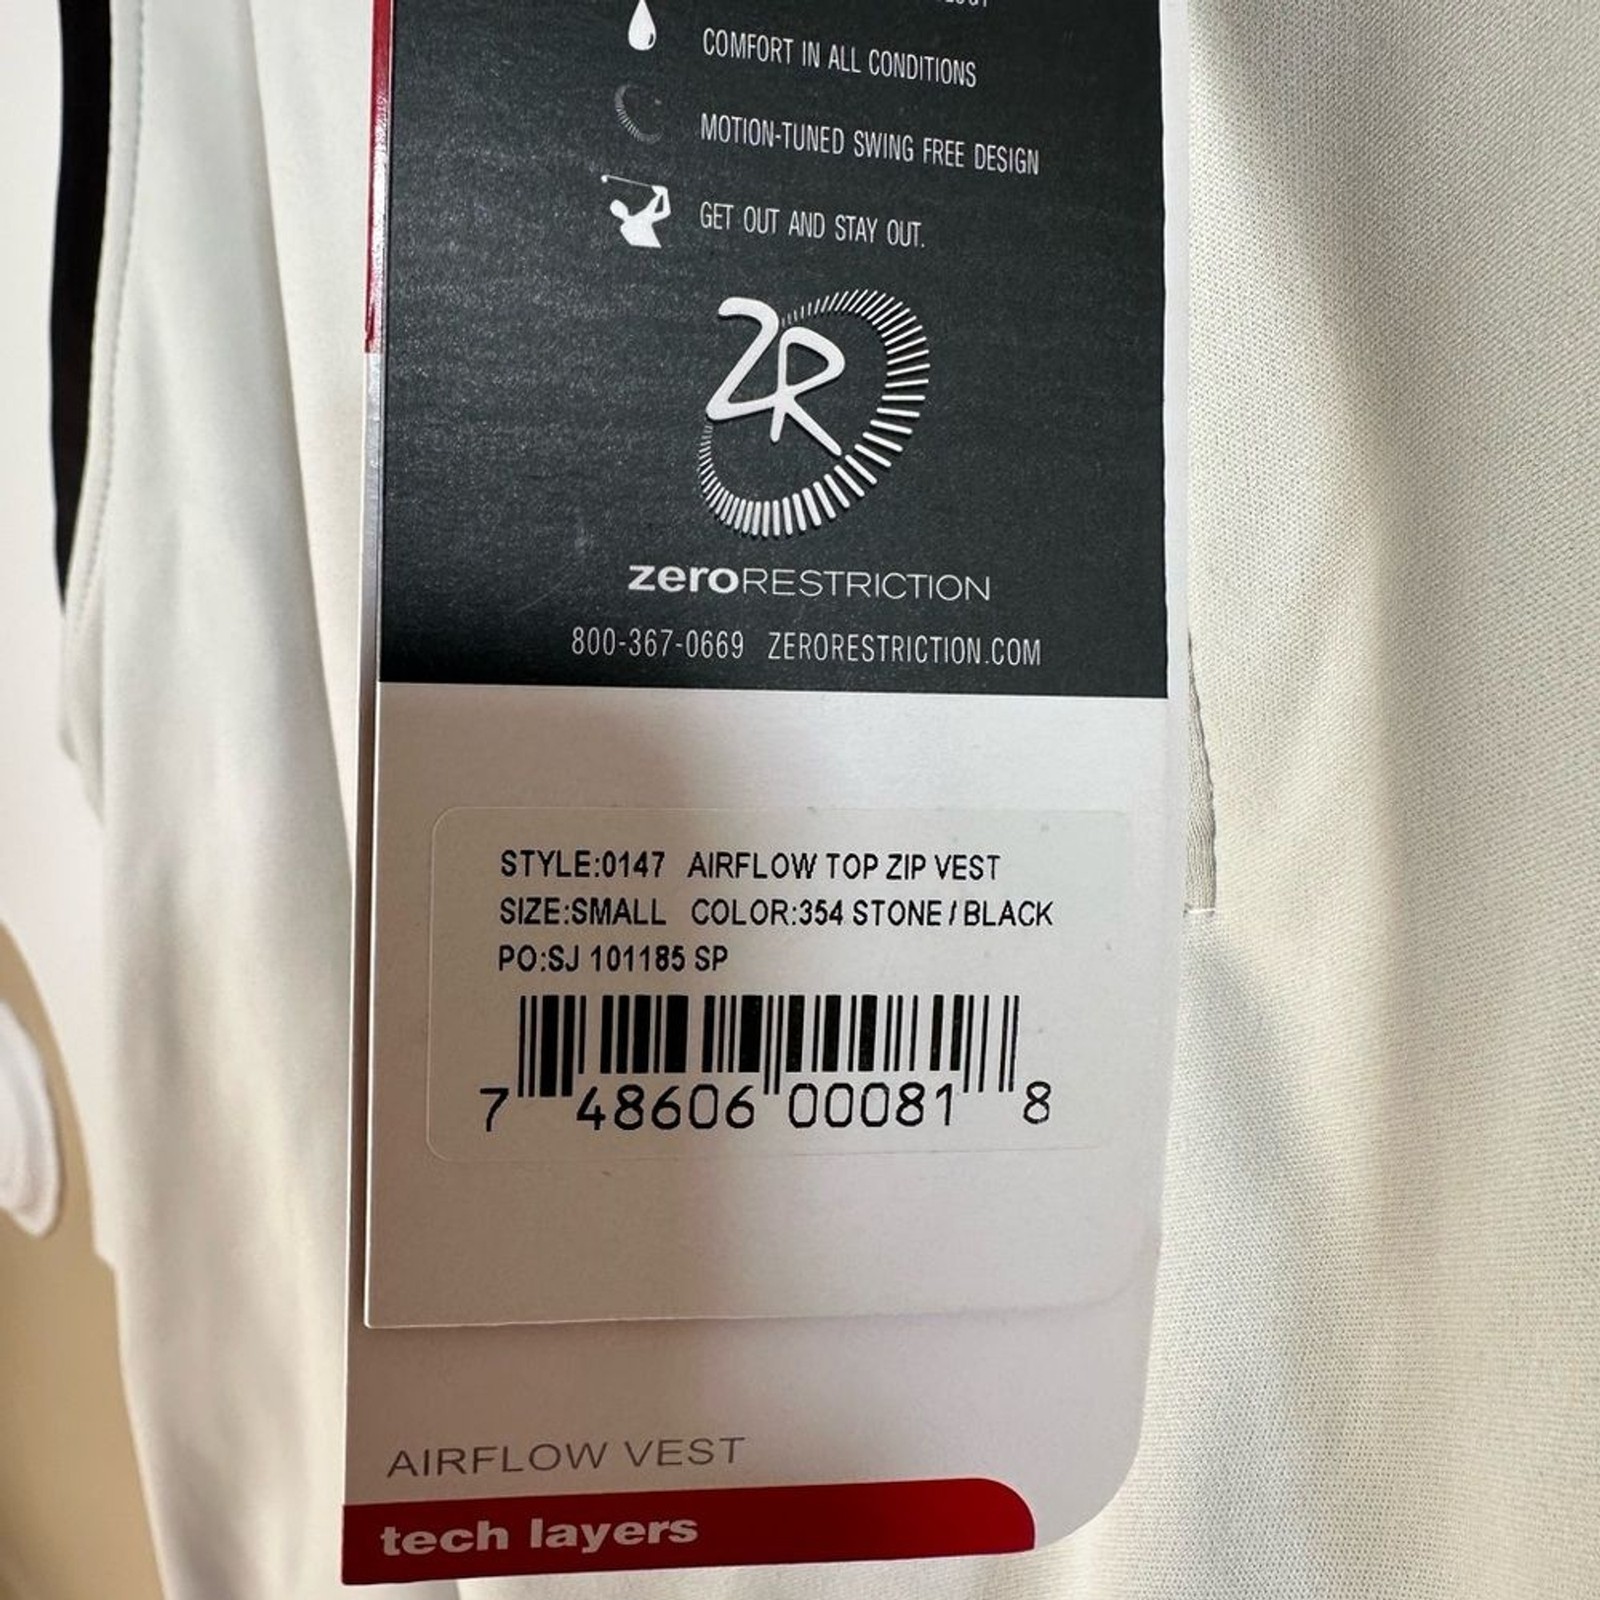 COMFORT IN ALL CONDITIONS
MOTION-TUNED SWING FREE DESIGN
GET OUT AND STAY OUT.
ZR
zeroRESTRICTION
800-367-0669 ZERORESTRICTION.COM
STYLE:0147 AIRFLOW TOP ZIP VEST
SIZE:SMALL COLOR:354 STONE / BLACK
PO:SJ 101185 SP
7 48606 00081 8
AIRFLOW VEST
tech layers